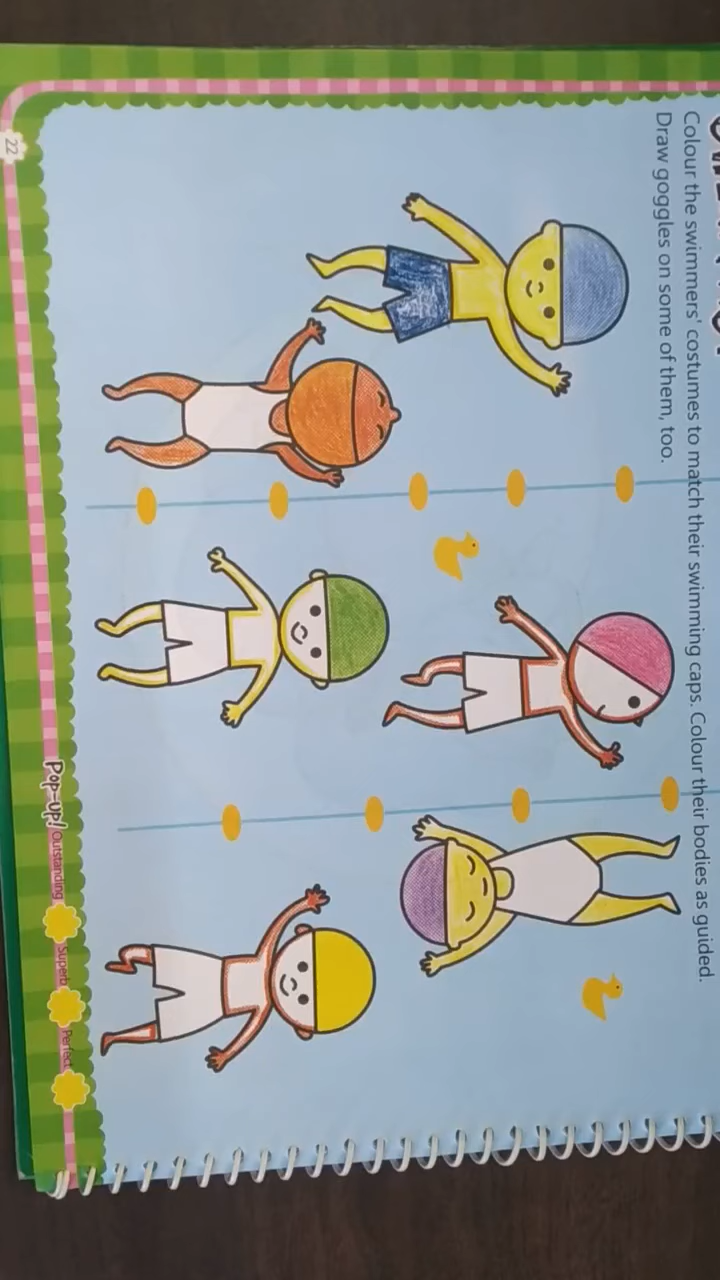 Colour the swimmers' costumes to match their swimming caps. Colour their bodies as guided.
Draw goggles on some of them, too.
22
Pop-up! Outstanding Superb Perfect